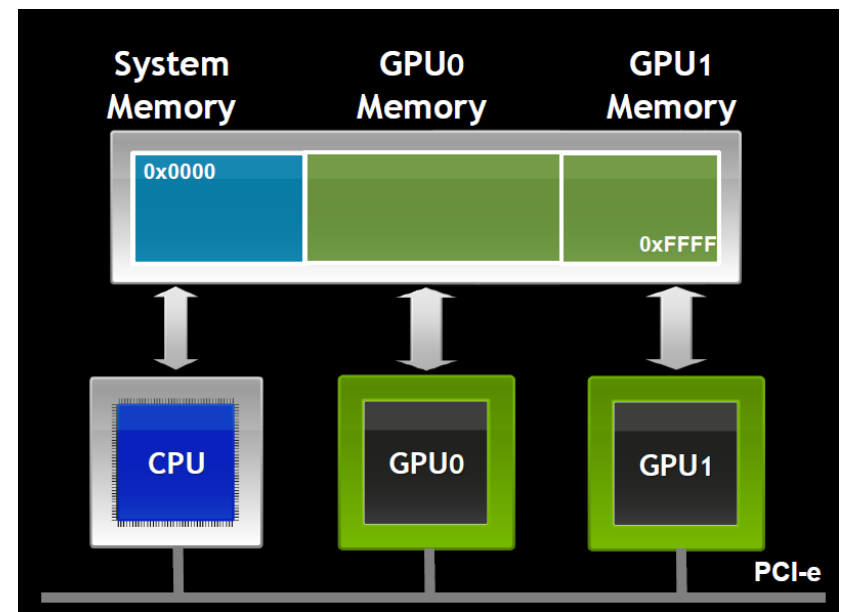 System
Memory
GPU0
Memory
GPU1
Memory
0x0000
0xFFFF
CPU
GPU0
GPU1
PCI-e